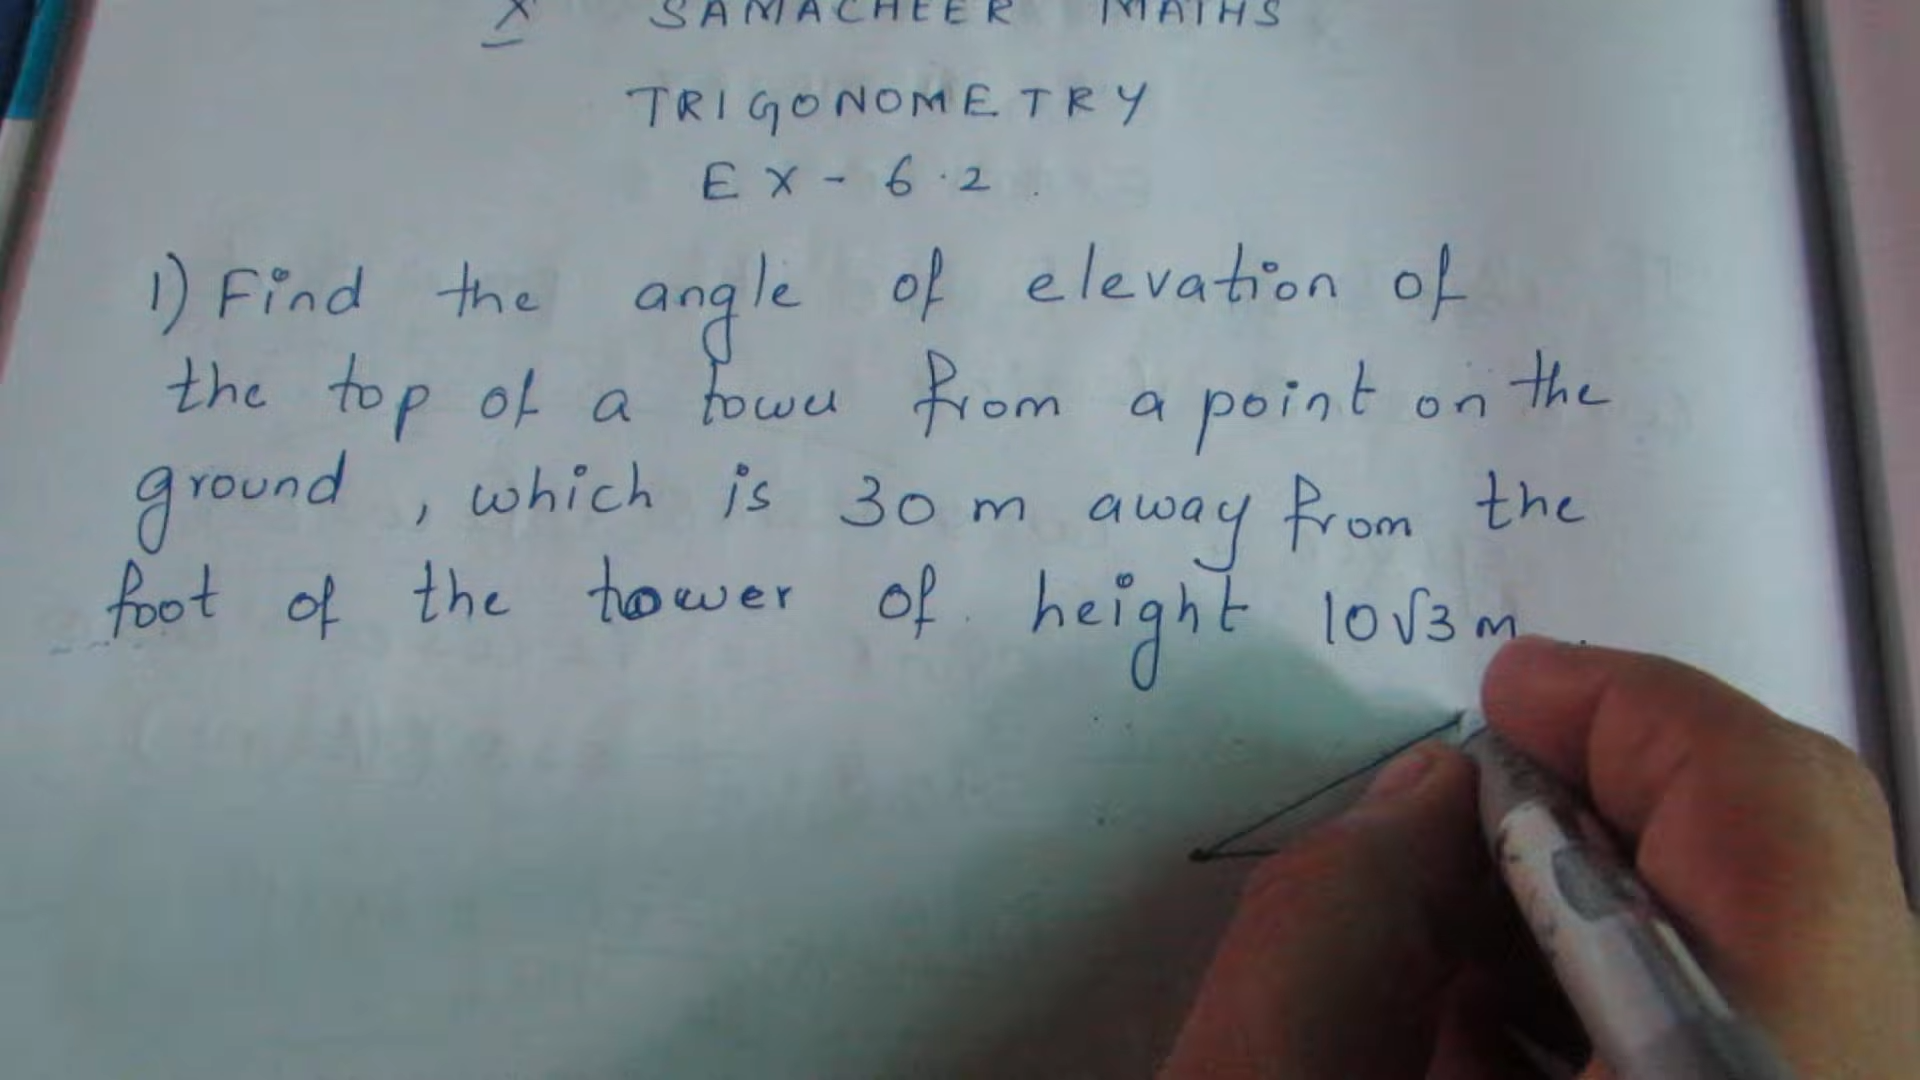 X SAMACHEER MATHS
TRIGONOMETRY
EX - 6.2.
1) Find the angle of elevation of
the top of a tower from a point on the
ground, which is 30 m away from the
foot of the tower of height 10√3 m.